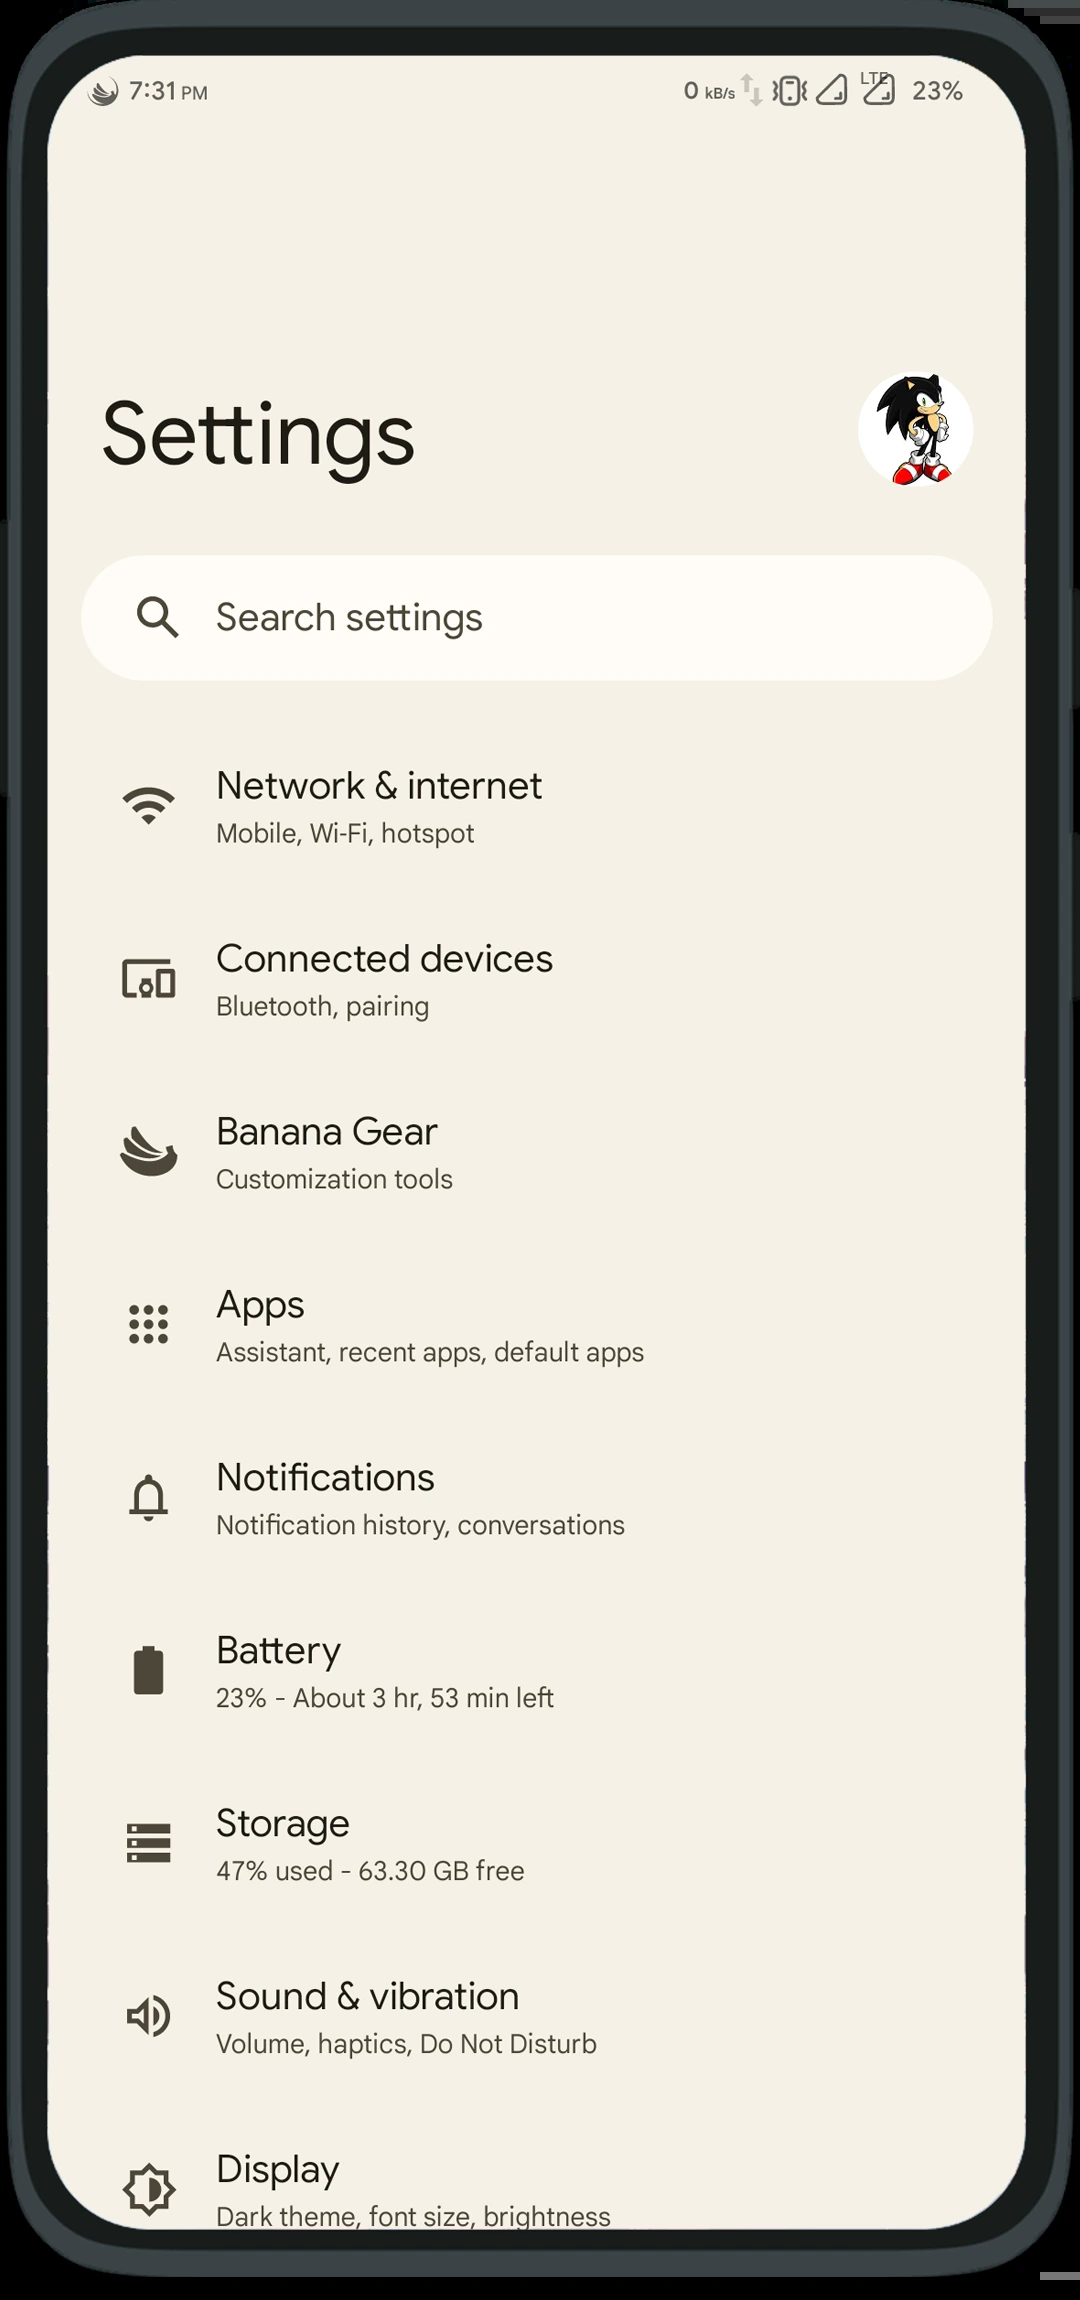 7:31 PM 0 kB/s LTE 23%
Settings
Search settings
Network & internet
Mobile, Wi-Fi, hotspot
Connected devices
Bluetooth, pairing
Banana Gear
Customization tools
Apps
Assistant, recent apps, default apps
Notifications
Notification history, conversations
Battery
23% - About 3 hr, 53 min left
Storage
47% used - 63.30 GB free
Sound & vibration
Volume, haptics, Do Not Disturb
Display
Dark theme, font size, brightness